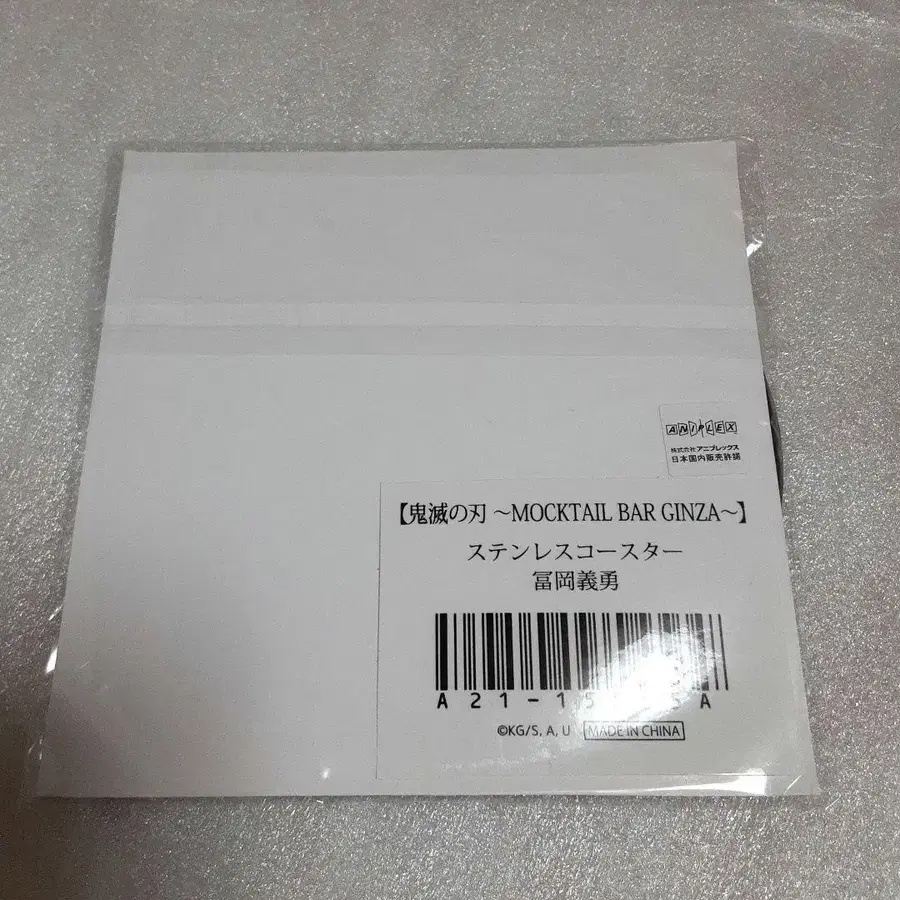 ANIPLEX
株式会社 アニプレックス
日本国内販売許諾
【鬼滅の刃 ～MOCKTAIL BAR GINZA～】
ステンレスコースター
冨岡義勇
©KG/S, A, U MADE IN CHINA